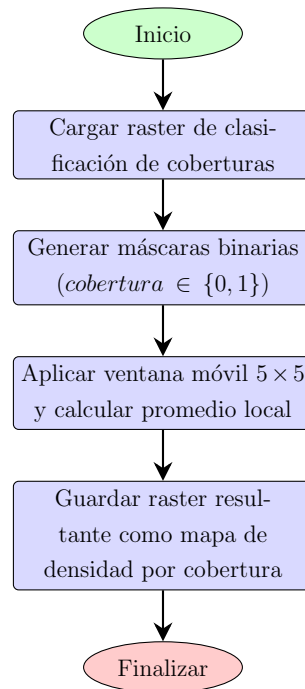 Inicio
Cargar raster de clasi-
ficación de coberturas
Generar máscaras binarias
(cobertura ∈ {0, 1})
Aplicar ventana móvil 5 × 5
y calcular promedio local
Guardar raster resul-
tante como mapa de
densidad por cobertura
Finalizar